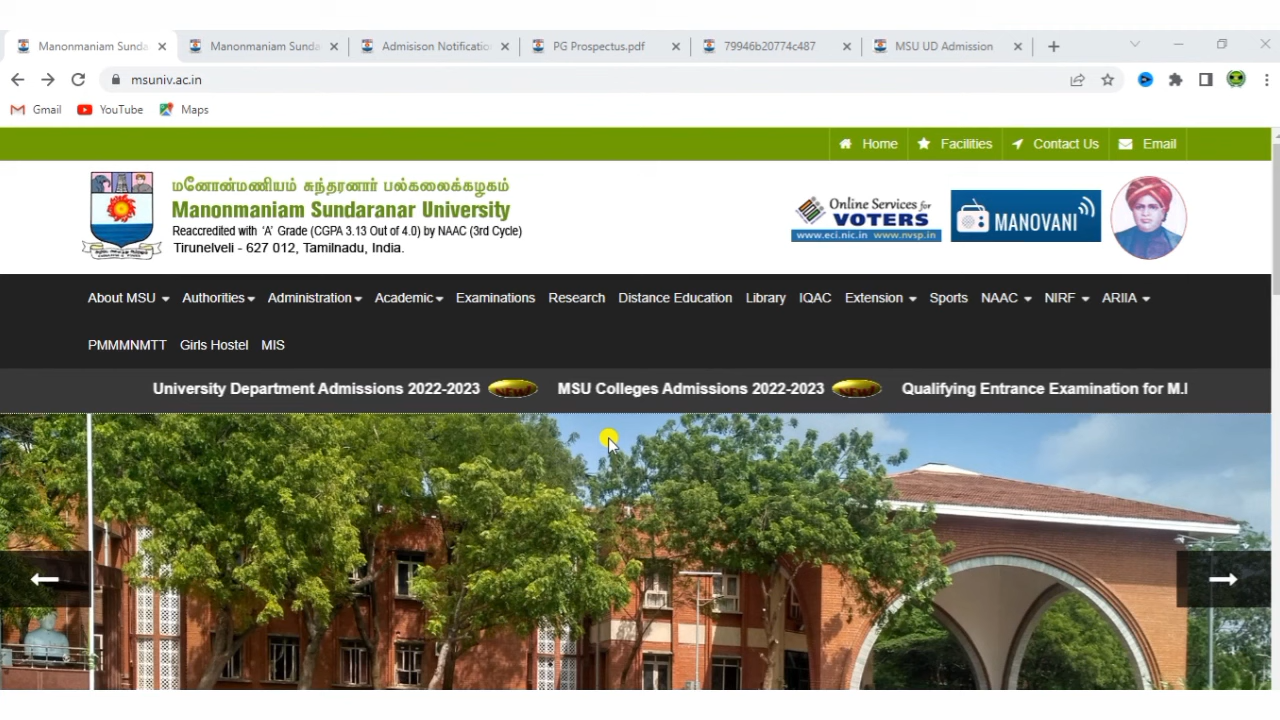 Manonmaniam Sunda
Manonmaniam Sunda
Admisison Notificatio
PG Prospectus.pdf
79946b20774c487
MSU UD Admission
msuniv.ac.in
Gmail
YouTube
Maps
Home
Facilities
Contact Us
Email
மனோன்மணியம் சுந்தரனார் பல்கலைக்கழகம்
Manonmaniam Sundaranar University
Reaccredited with 'A' Grade (CGPA 3.13 Out of 4.0) by NAAC (3rd Cycle)
Tirunelveli - 627 012, Tamilnadu, India.
Online Services for
VOTERS
www.eci.nic.in www.nvsp.in
MANOVANI
About MSU Authorities Administration Academic Examinations Research Distance Education Library IQAC Extension Sports NAAC NIRF ARIIA
PMMMNMTT Girls Hostel MIS
University Department Admissions 2022-2023 NEW! MSU Colleges Admissions 2022-2023 NEW! Qualifying Entrance Examination for M.I